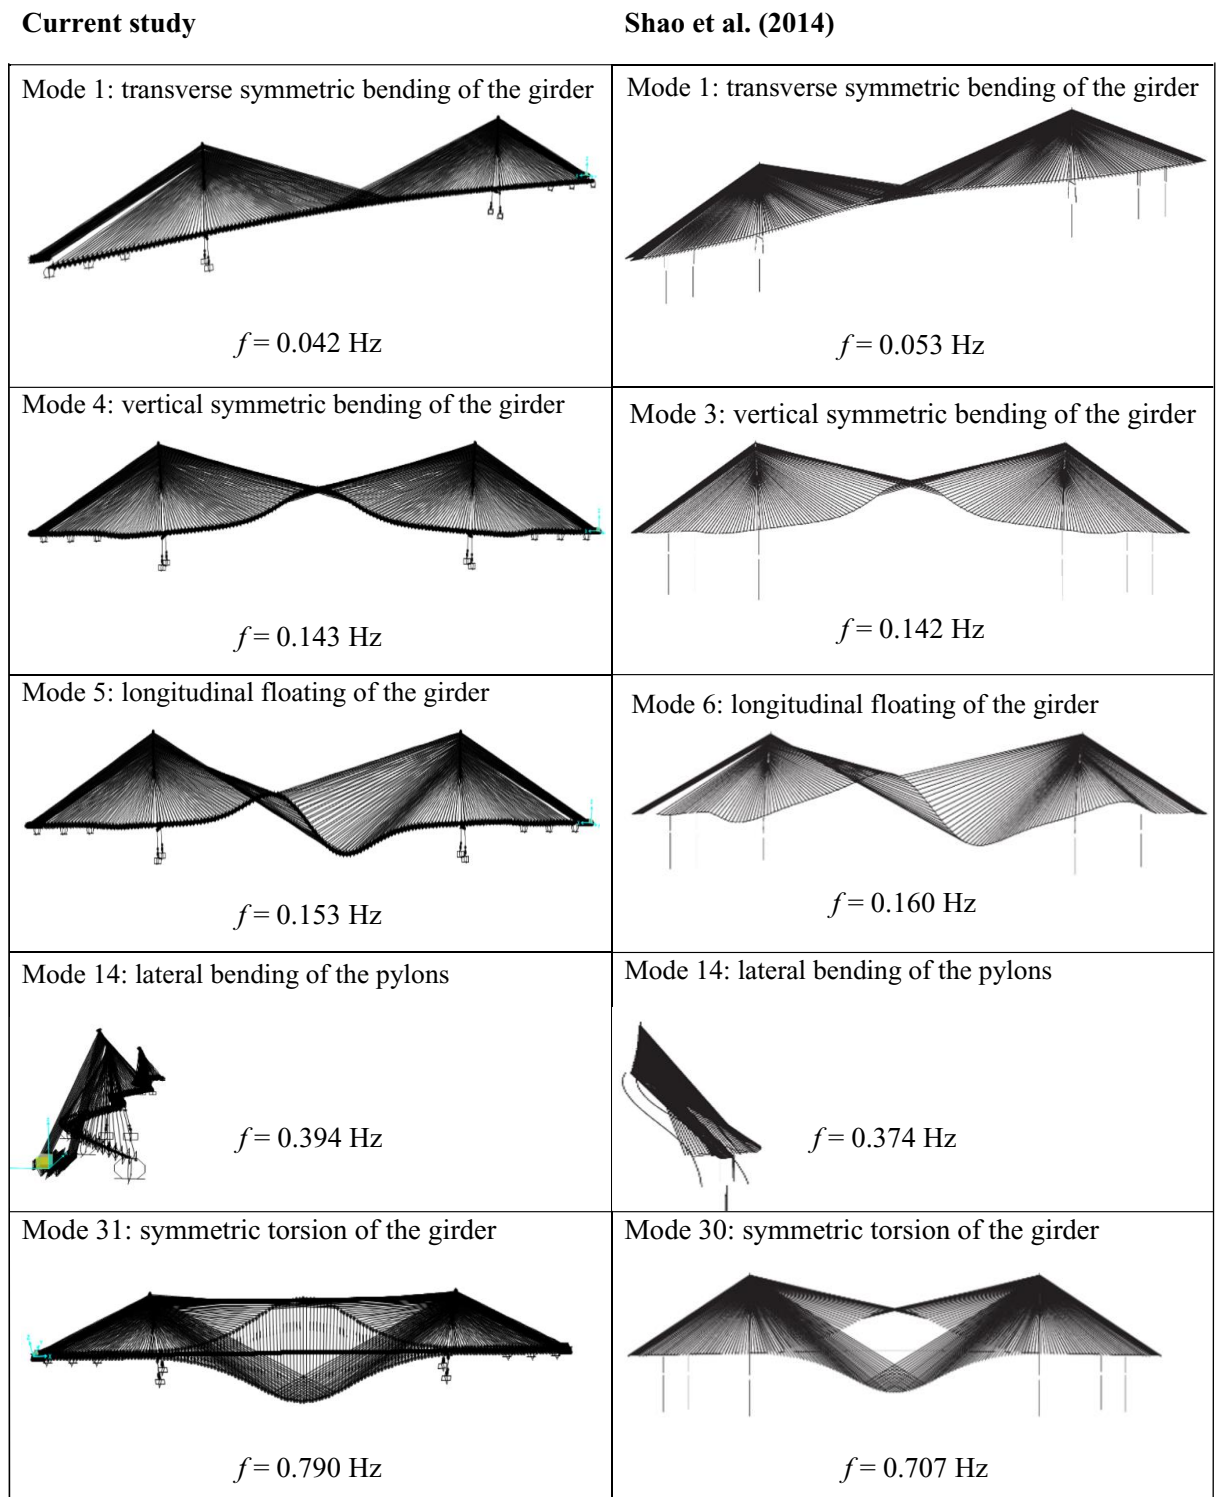 Current study
Shao et al. (2014)
Mode 1: transverse symmetric bending of the girder
f = 0.042 Hz
Mode 1: transverse symmetric bending of the girder
f = 0.053 Hz
Mode 4: vertical symmetric bending of the girder
f = 0.143 Hz
Mode 3: vertical symmetric bending of the girder
f = 0.142 Hz
Mode 5: longitudinal floating of the girder
f = 0.153 Hz
Mode 6: longitudinal floating of the girder
f = 0.160 Hz
Mode 14: lateral bending of the pylons
f = 0.394 Hz
Mode 14: lateral bending of the pylons
f = 0.374 Hz
Mode 31: symmetric torsion of the girder
f = 0.790 Hz
Mode 30: symmetric torsion of the girder
f = 0.707 Hz